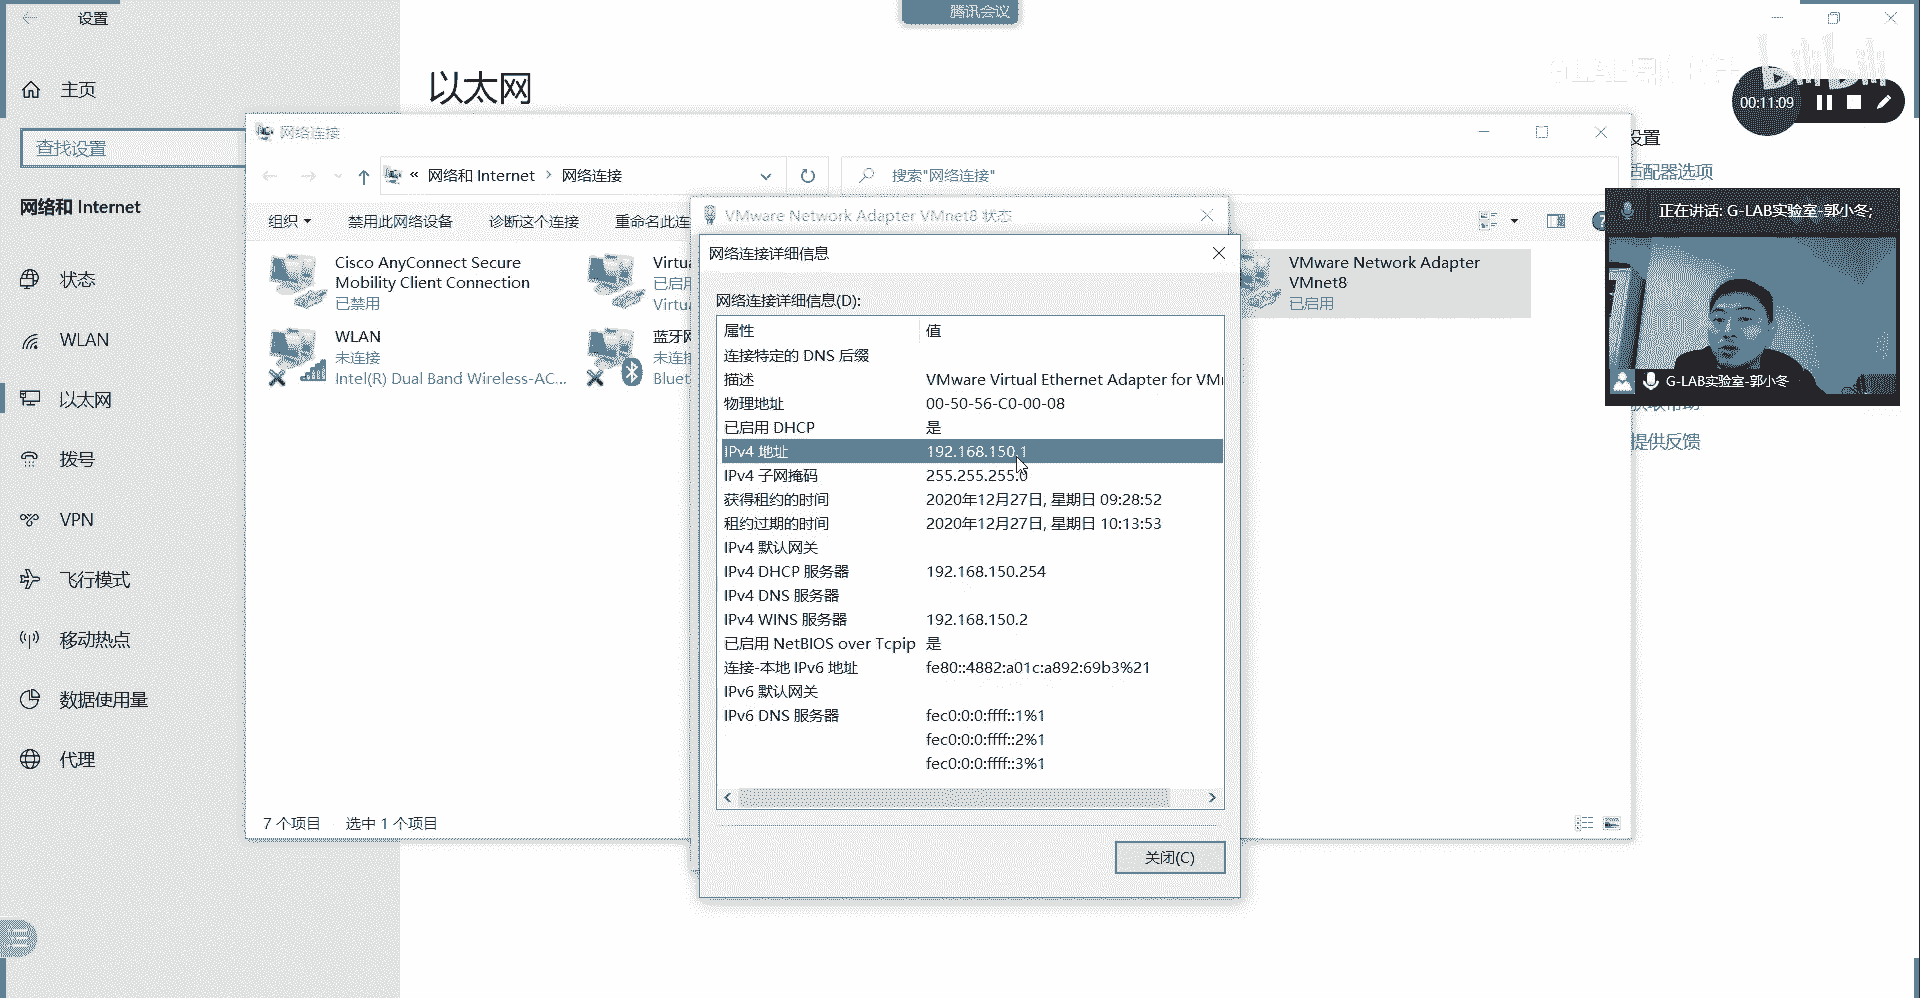 设置
腾讯会议
主页
以太网
查找设置
网络和 Internet
状态
WLAN
以太网
拨号
VPN
飞行模式
移动热点
数据使用量
代理
网络连接
« 网络和 Internet › 网络连接
搜索"网络连接"
组织 禁用此网络设备 诊断这个连接 重命名此连
Cisco AnyConnect Secure
Mobility Client Connection
已禁用
Virtua
已启用
Virtua
WLAN
未连接
Intel(R) Dual Band Wireless-AC...
蓝牙网
未连接
Bluet
VMware Network Adapter
VMnet8
已启用
7 个项目 选中 1 个项目
VMware Network Adapter VMnet8 状态
网络连接详细信息
网络连接详细信息(D):
属性 值
连接特定的 DNS 后缀
描述 VMware Virtual Ethernet Adapter for VM
物理地址 00-50-56-C0-00-08
已启用 DHCP 是
IPv4 地址 192.168.150.1
IPv4 子网掩码 255.255.255.0
获得租约的时间 2020年12月27日, 星期日 09:28:52
租约过期的时间 2020年12月27日, 星期日 10:13:53
IPv4 默认网关
IPv4 DHCP 服务器 192.168.150.254
IPv4 DNS 服务器
IPv4 WINS 服务器 192.168.150.2
已启用 NetBIOS over Tcpip 是
连接-本地 IPv6 地址 fe80::4882:a01c:a892:69b3%21
IPv6 默认网关
IPv6 DNS 服务器 fec0:0:0:ffff::1%1
fec0:0:0:ffff::2%1
fec0:0:0:ffff::3%1
关闭(C)
00:11:09
设置
适配器选项
正在讲话: G-LAB实验室-郭小冬;
G-LAB实验室-郭小冬
获取帮助
提供反馈